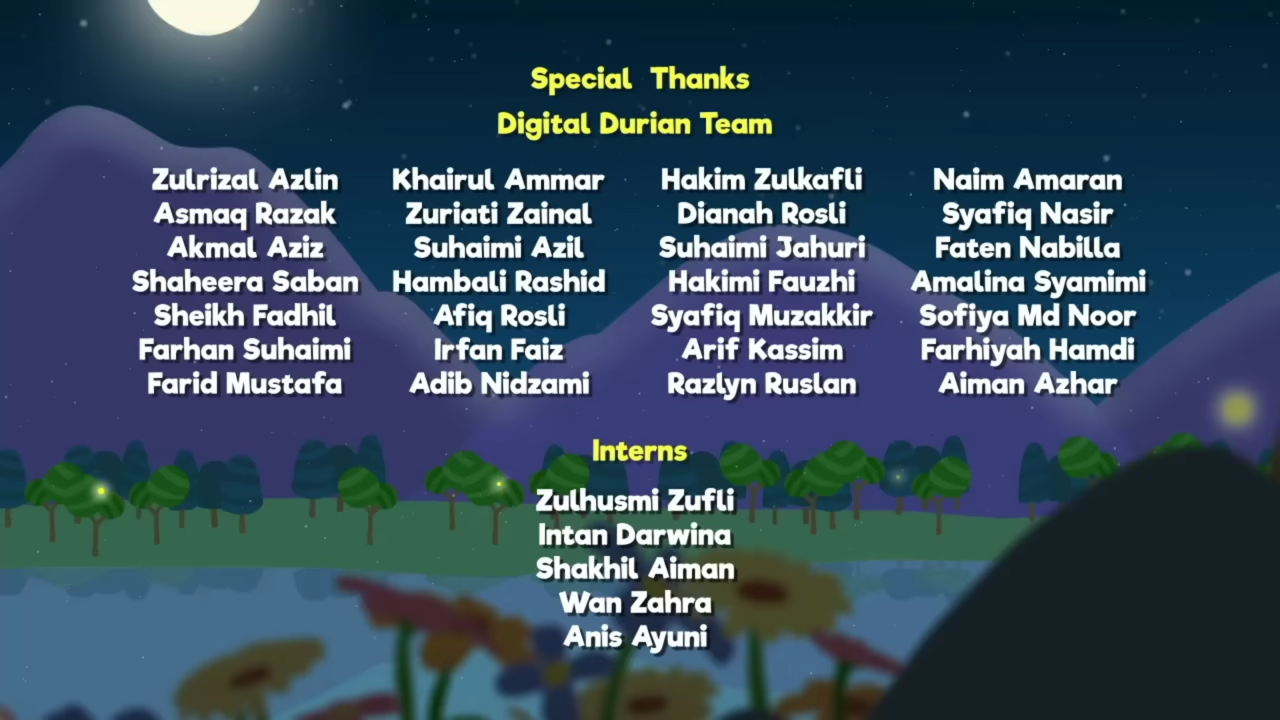 Special Thanks
Digital Durian Team
Zulrizal Azlin Khairul Ammar Hakim Zulkafli Naim Amaran
Asmaq Razak Zuriati Zainal Dianah Rosli Syafiq Nasir
Akmal Aziz Suhaimi Azil Suhaimi Jahuri Faten Nabilla
Shaheera Saban Hambali Rashid Hakimi Fauzhi Amalina Syamimi
Sheikh Fadhil Afiq Rosli Syafiq Muzakkir Sofiya Md Noor
Farhan Suhaimi Irfan Faiz Arif Kassim Farhiyah Hamdi
Farid Mustafa Adib Nidzami Razlyn Ruslan Aiman Azhar
Interns
Zulhusmi Zufli
Intan Darwina
Shakhil Aiman
Wan Zahra
Anis Ayuni